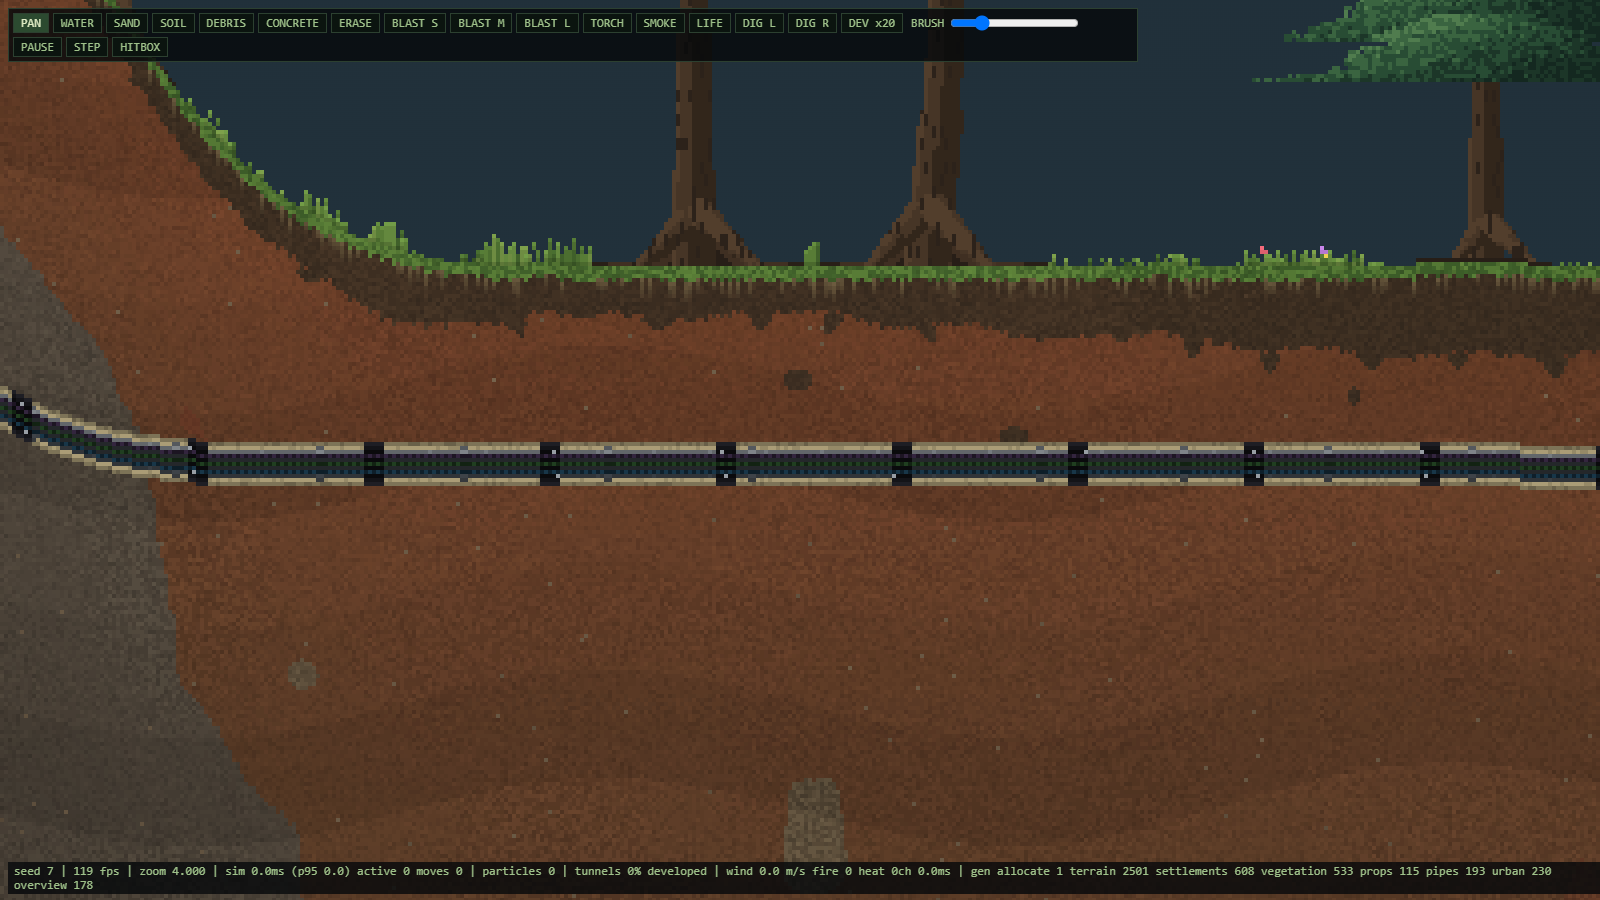 PAN WATER SAND SOIL DEBRIS CONCRETE ERASE BLAST S BLAST M BLAST L TORCH SMOKE LIFE DIG L DIG R DEV x20 BRUSH
PAUSE STEP HITBOX
seed 7 | 119 fps | zoom 4.000 | sim 0.0ms (p95 0.0) active 0 moves 0 | particles 0 | tunnels 0% developed | wind 0.0 m/s fire 0 heat 0ch 0.0ms | gen allocate 1 terrain 2501 settlements 608 vegetation 533 props 115 pipes 193 urban 230
overview 178